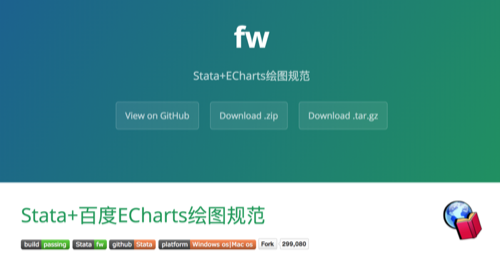 fw
Stata+ECharts绘图规范
View on GitHub Download .zip Download .tar.gz
Stata+百度ECharts绘图规范
build passing Stata fw github Stata platform Windows os|Mac os Fork 299,080